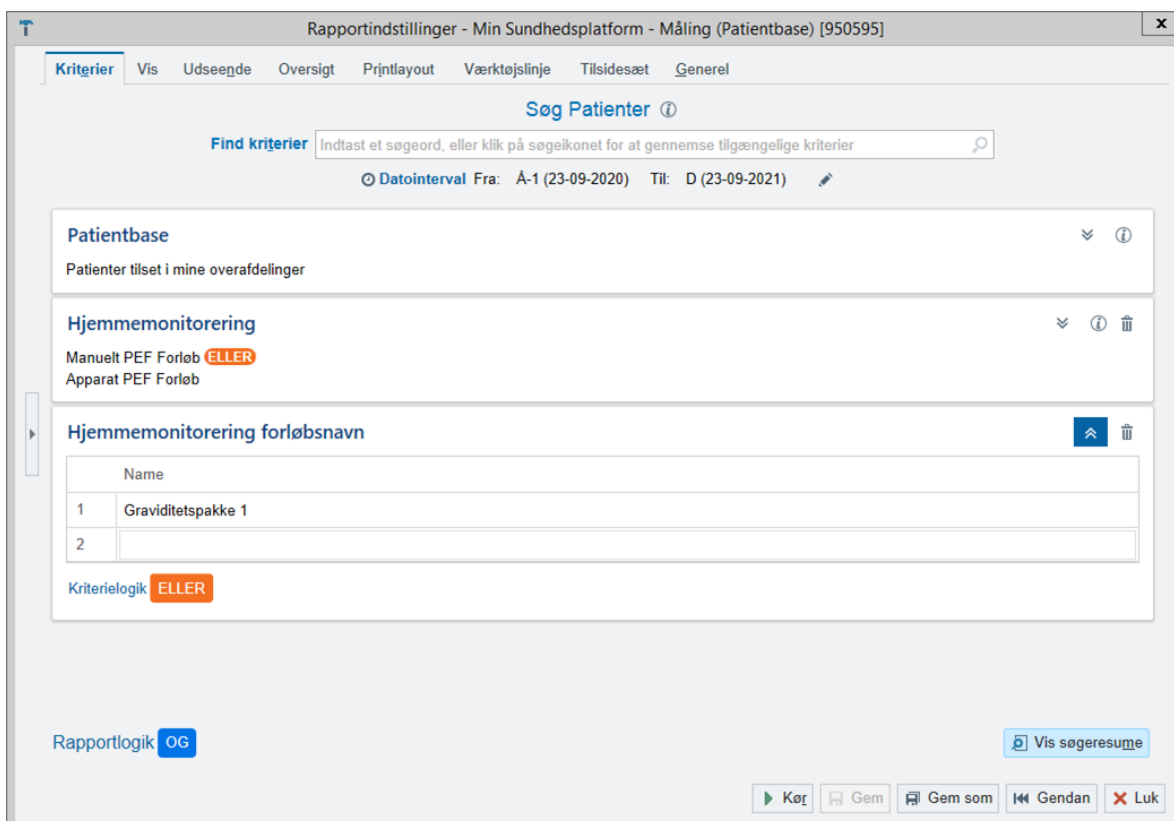 Rapportindstillinger - Min Sundhedsplatform - Måling (Patientbase) [950595]
x
Kriterier Vis Udseende Oversigt Printlayout Værktøjslinje Tilsidesæt Generel
Søg Patienter
Find kriterier Indtast et søgeord, eller klik på søgeikonet for at gennemse tilgængelige kriterier
Datointerval Fra: Å-1 (23-09-2020) Til: D (23-09-2021)
Patientbase
Patienter tilset i mine overafdelinger
Hjemmemonitorering
Manuelt PEF Forløb ELLER
Apparat PEF Forløb
Hjemmemonitorering forløbsnavn
Name
1 Graviditetspakke 1
2
Kriterielogik ELLER
Rapportlogik OG
Vis søgeresume
Kør Gem Gem som Gendan Luk